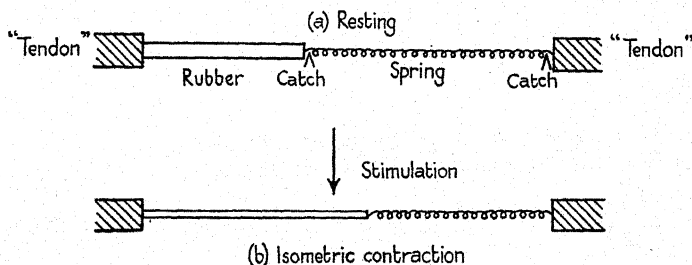 (a) Resting
"Tendon"
"Tendon"
Rubber
Catch
Spring
Catch
Stimulation
(b) Isometric contraction